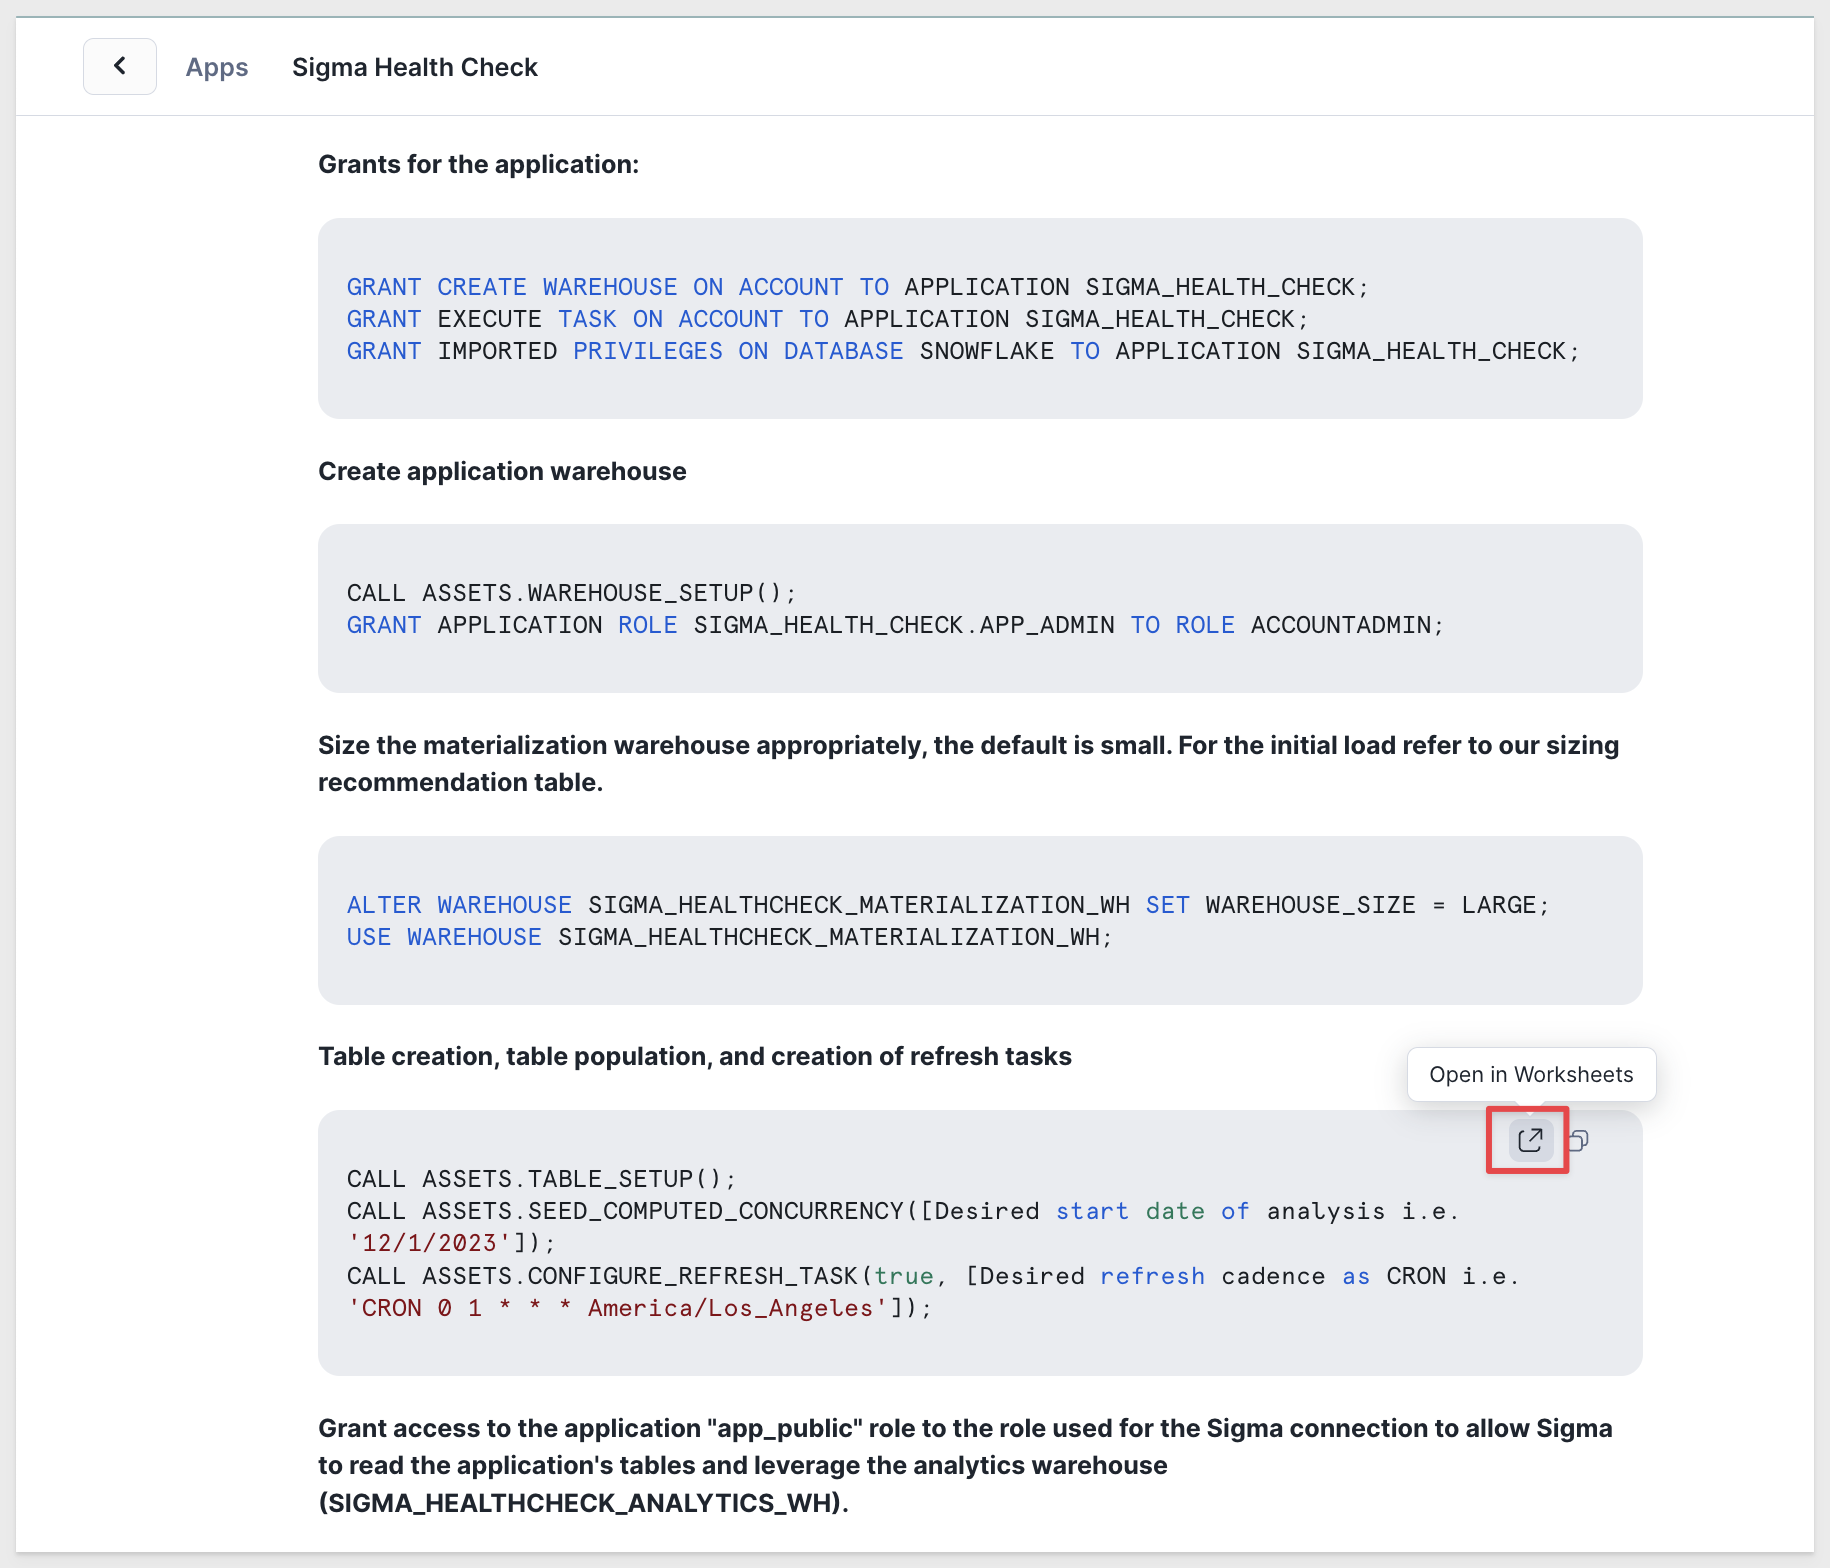 Apps Sigma Health Check
Grants for the application:
GRANT CREATE WAREHOUSE ON ACCOUNT TO APPLICATION SIGMA_HEALTH_CHECK;
GRANT EXECUTE TASK ON ACCOUNT TO APPLICATION SIGMA_HEALTH_CHECK;
GRANT IMPORTED PRIVILEGES ON DATABASE SNOWFLAKE TO APPLICATION SIGMA_HEALTH_CHECK;
Create application warehouse
CALL ASSETS.WAREHOUSE_SETUP();
GRANT APPLICATION ROLE SIGMA_HEALTH_CHECK.APP_ADMIN TO ROLE ACCOUNTADMIN;
Size the materialization warehouse appropriately, the default is small. For the initial load refer to our sizing
recommendation table.
ALTER WAREHOUSE SIGMA_HEALTHCHECK_MATERIALIZATION_WH SET WAREHOUSE_SIZE = LARGE;
USE WAREHOUSE SIGMA_HEALTHCHECK_MATERIALIZATION_WH;
Table creation, table population, and creation of refresh tasks
Open in Worksheets
CALL ASSETS.TABLE_SETUP();
CALL ASSETS.SEED_COMPUTED_CONCURRENCY([Desired start date of analysis i.e.
'12/1/2023']);
CALL ASSETS.CONFIGURE_REFRESH_TASK(true, [Desired refresh cadence as CRON i.e.
'CRON 0 1 * * * America/Los_Angeles']);
Grant access to the application "app_public" role to the role used for the Sigma connection to allow Sigma
to read the application's tables and leverage the analytics warehouse
(SIGMA_HEALTHCHECK_ANALYTICS_WH).